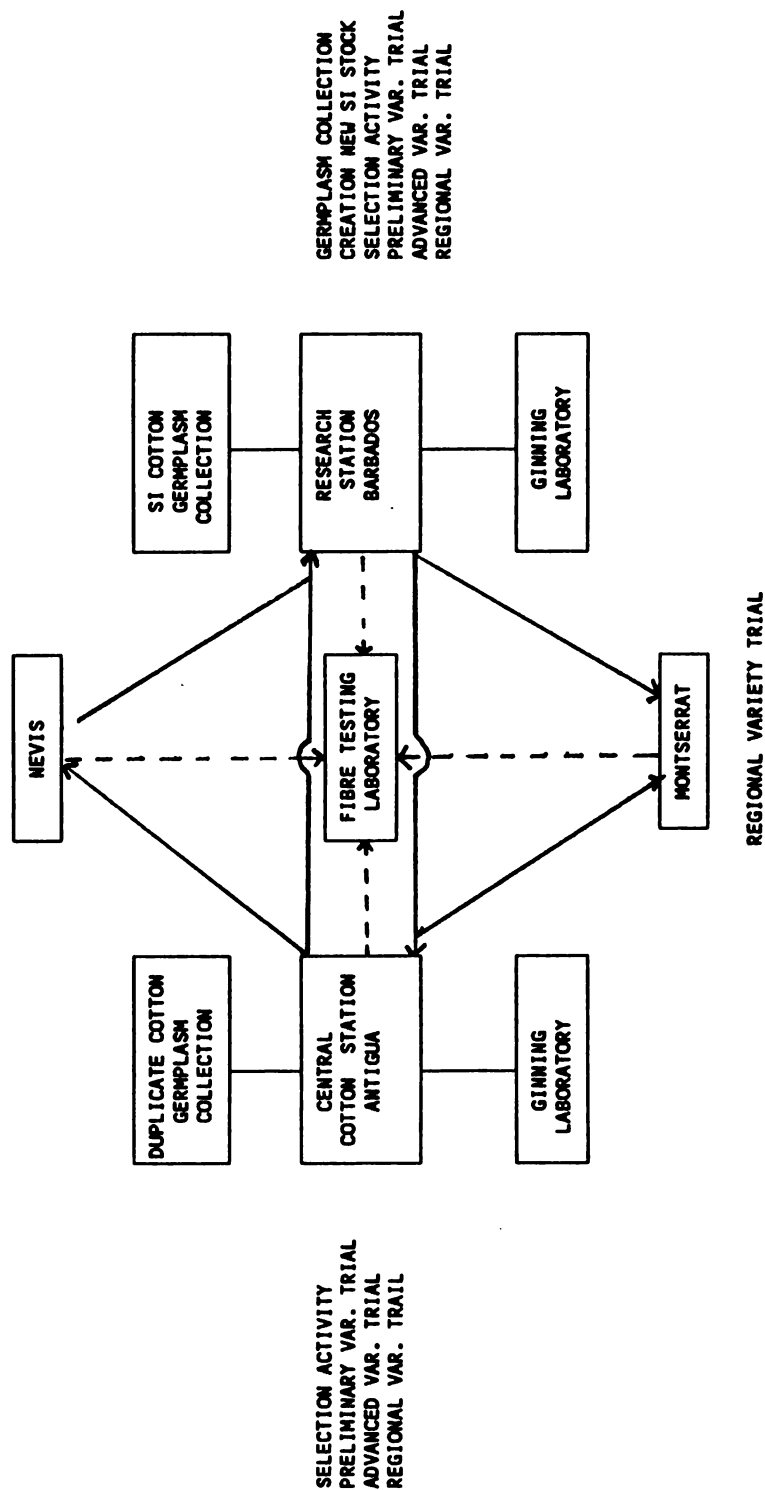 NEVIS
DUPLICATE COTTON
GERMPLASM
COLLECTION
SI COTTON
GERMPLASM
COLLECTION
SELECTION ACTIVITY
PRELIMINARY VAR. TRIAL
ADVANCED VAR. TRIAL
REGIONAL VAR. TRAIL
CENTRAL
COTTON STATION
ANTIGUA
FIBRE TESTING
LABORATORY
RESEARCH
STATION
BARBADOS
GERMPLASM COLLECTION
CREATION NEW SI STOCK
SELECTION ACTIVITY
PRELIMINARY VAR. TRIAL
ADVANCED VAR. TRIAL
REGIONAL VAR. TRIAL
GINNING
LABORATORY
GINNING
LABORATORY
MONTSERRAT
REGIONAL VARIETY TRIAL